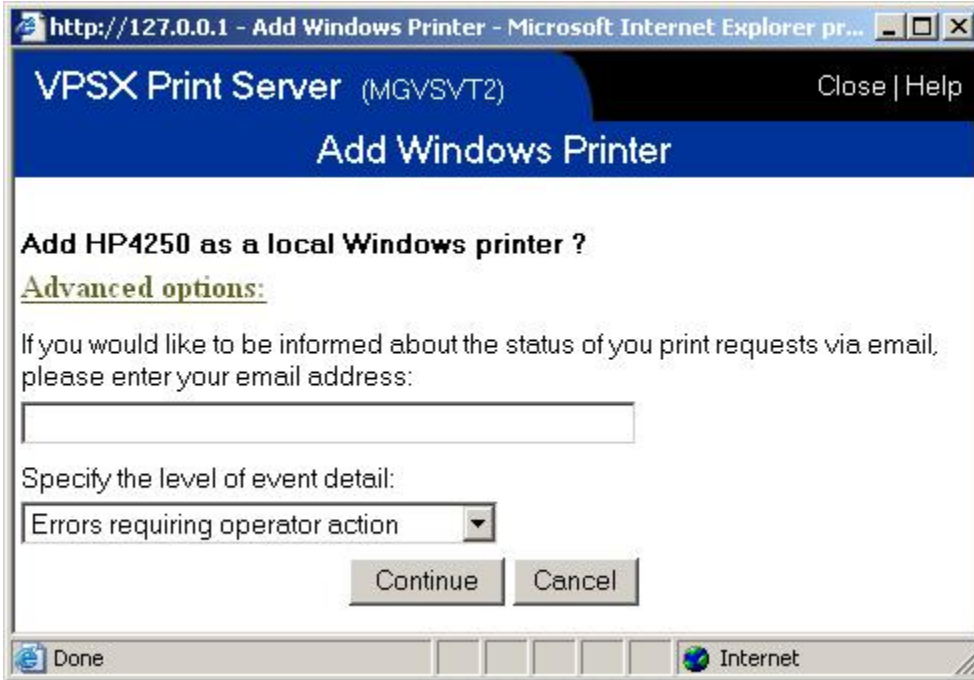 http://127.0.0.1 - Add Windows Printer - Microsoft Internet Explorer pr...
VPSX Print Server (MGVSVT2)
Close | Help
Add Windows Printer
Add HP4250 as a local Windows printer ?
Advanced options:
If you would like to be informed about the status of you print requests via email,
please enter your email address:
Specify the level of event detail:
Errors requiring operator action
Continue Cancel
Done Internet